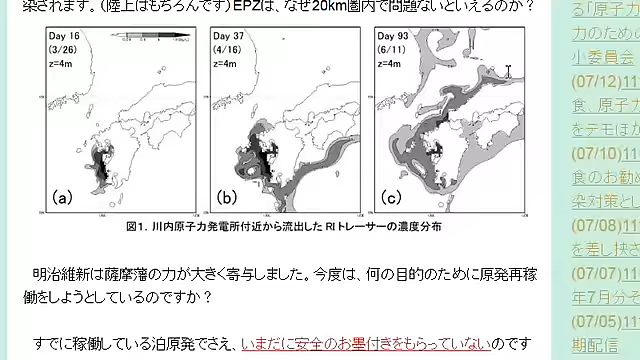 染されます。（陸上はもちろんです）EPZは、なぜ20km圏内で問題ないといえるのか？
Day 16
(3/26)
z=4m
(a)
Day 37
(4/16)
z=4m
(b)
Day 93
(6/11)
z=4m
(c)
図1．川内原子力発電所付近から流出したRIトレーサーの濃度分布
明治維新は薩摩藩の力が大きく寄与しました。今度は、何の目的のために原発再稼
働をしようとしているのですか？
すでに稼働している泊原発でさえ、いまだに安全のお墨付きをもらっていないのです
る「原子力
力のための
小委員会
(07/12)11
食、原子力
をデモほか
(07/10)11
食のお勧め
染対策とし
(07/08)11
を差し挟さ
(07/07)11
年7月分そ
(07/05)11
期配信